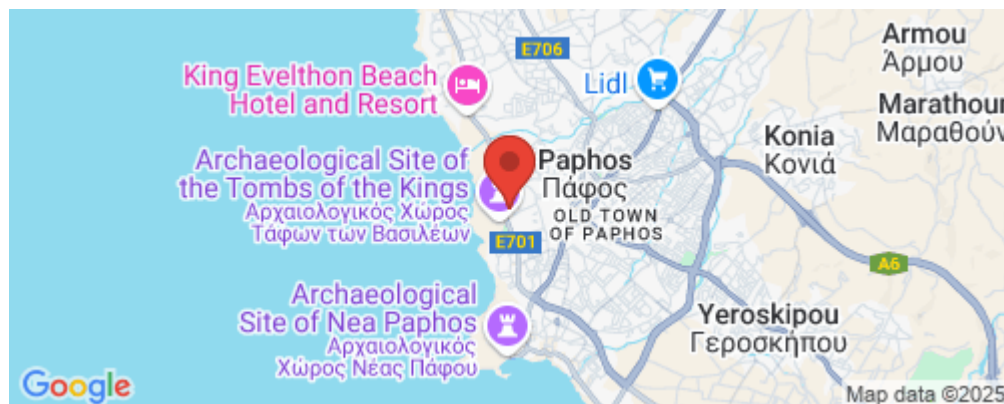 E706
Armou
Άρμου
King Evelthon Beach
Hotel and Resort
Lidl
Marathoun
Μαραθούν
Konia
Κονιά
Archaeological Site of
the Tombs of the Kings
Αρχαιολογικός Χώρος
Τάφων των Βασιλέων
Paphos
Πάφος
OLD TOWN
OF PAPHOS
E701
A6
Archaeological
Site of Nea Paphos
Αρχαιολογικός
Χώρος Νέας Πάφου
Yeroskipou
Γεροσκήπου
Google
Map data ©2025